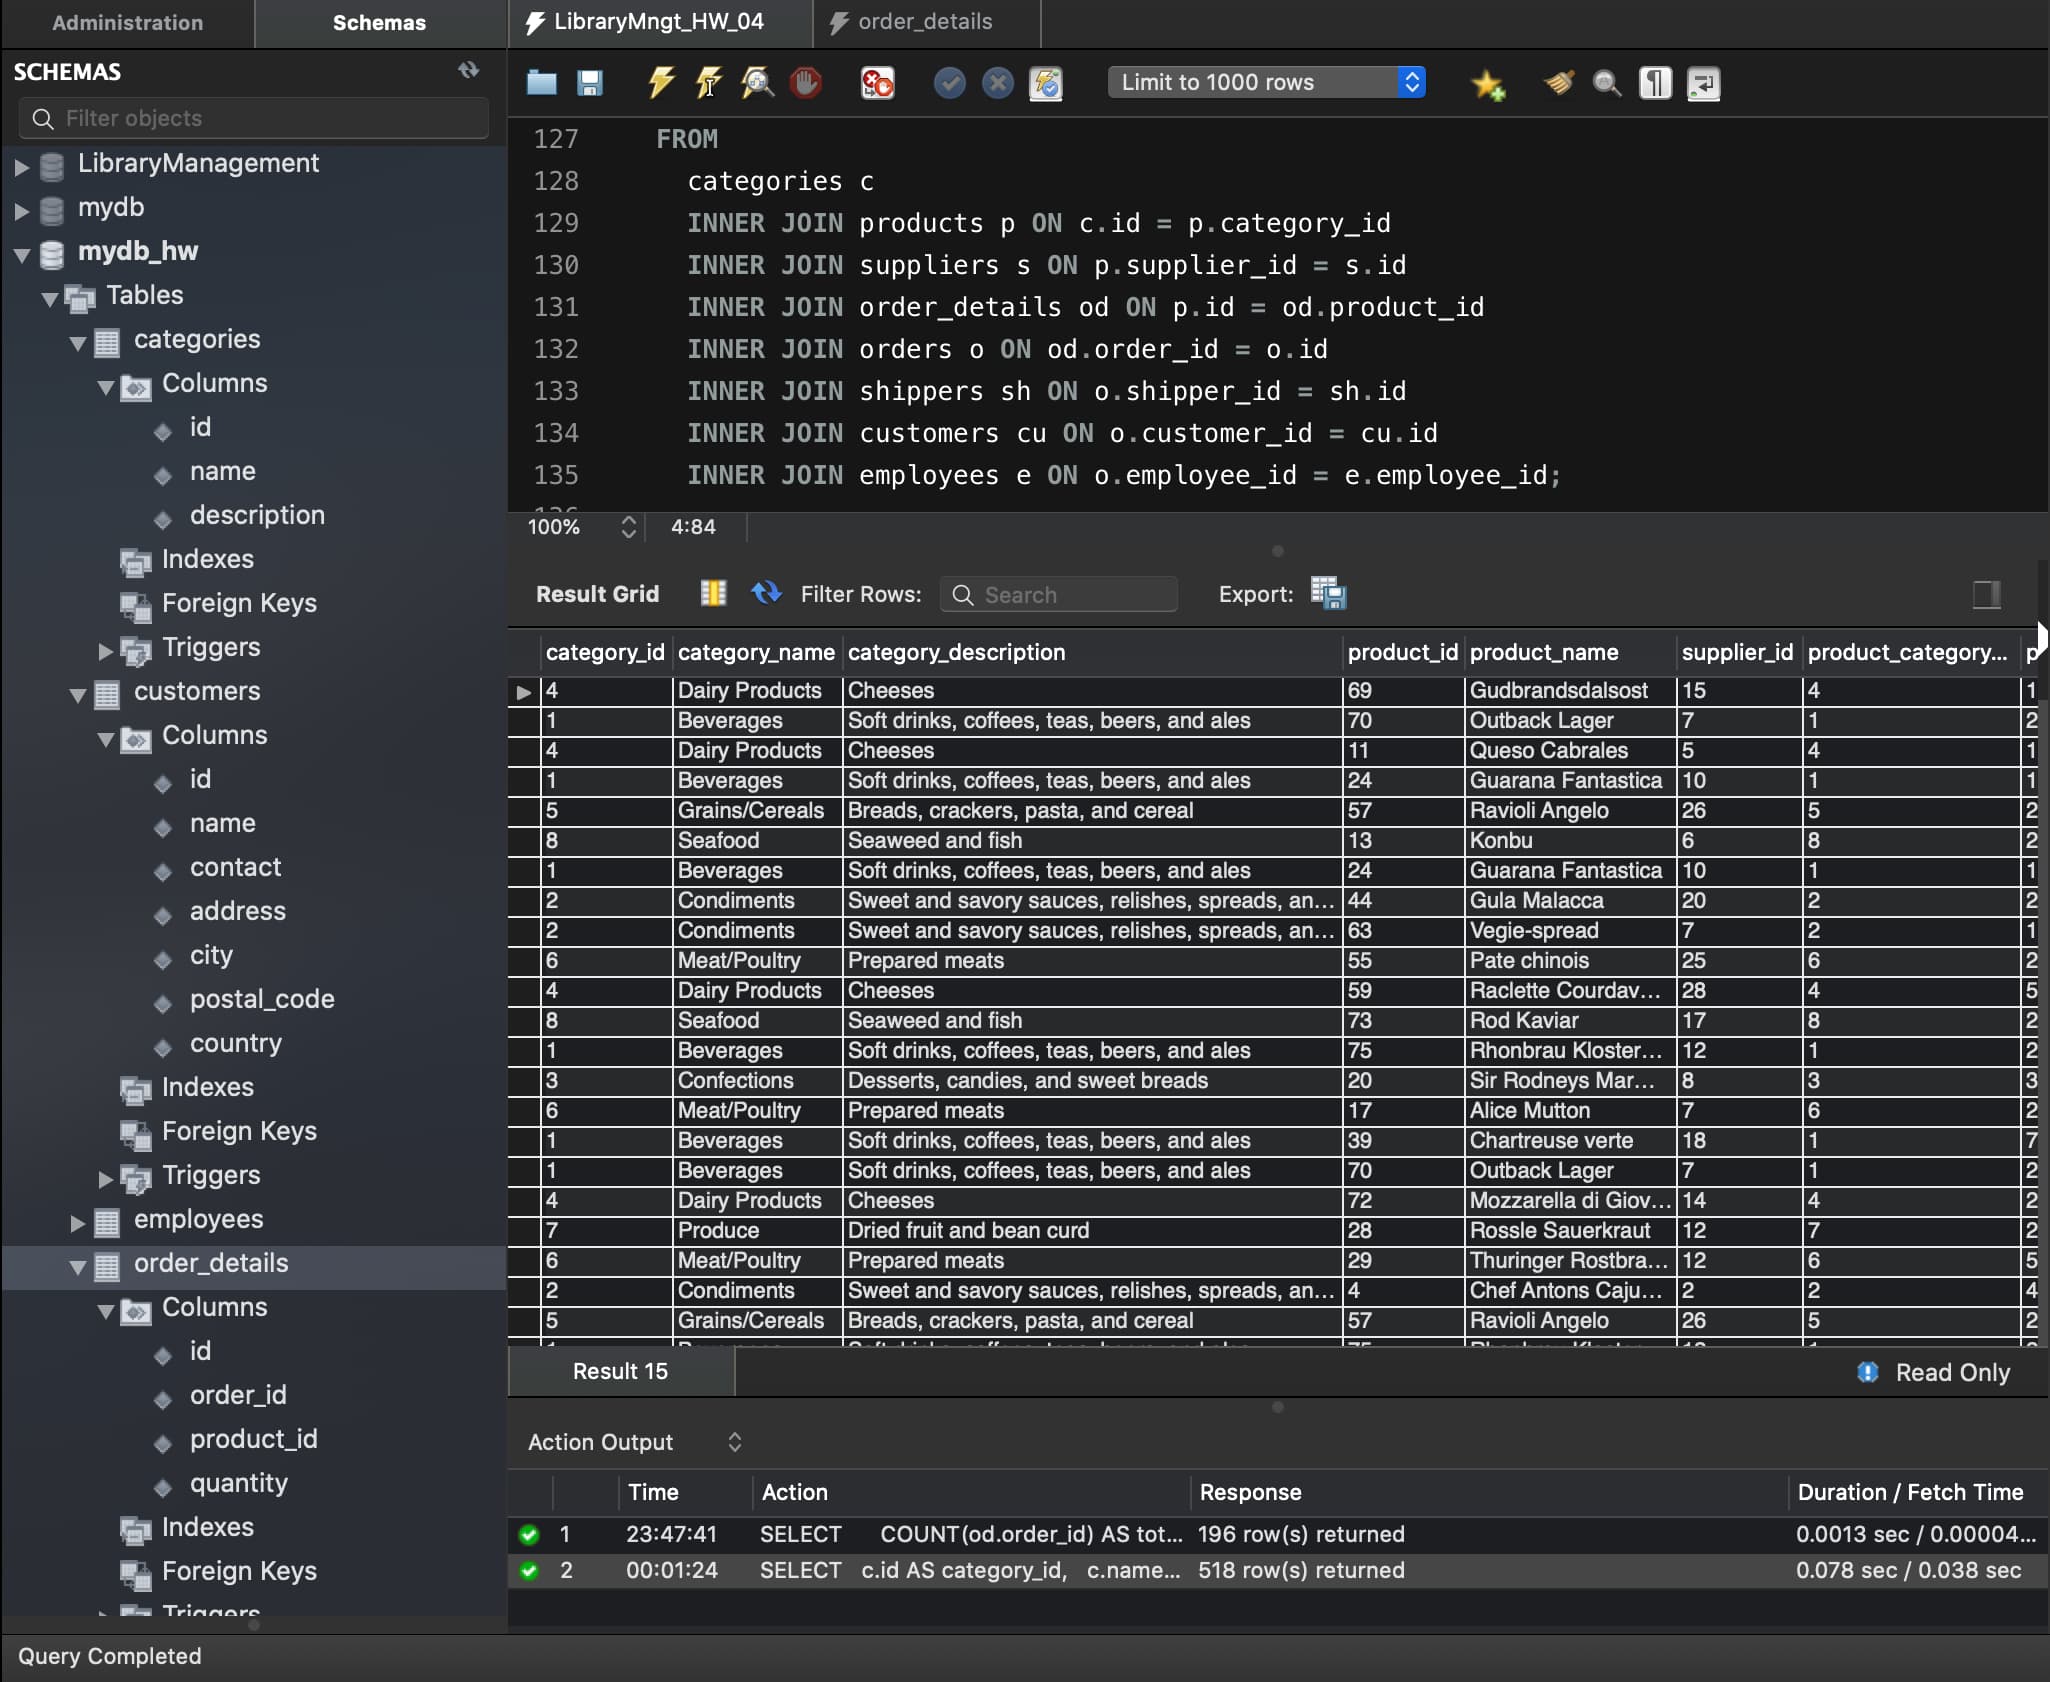 Administration Schemas
SCHEMAS
Filter objects
LibraryManagement
mydb
mydb_hw
Tables
categories
Columns
id
name
description
Indexes
Foreign Keys
Triggers
customers
Columns
id
name
contact
address
city
postal_code
country
Indexes
Foreign Keys
Triggers
employees
order_details
Columns
id
order_id
product_id
quantity
Indexes
Foreign Keys
Triggers
LibraryMngt_HW_04 order_details
Limit to 1000 rows
127 FROM
128 categories c
129 INNER JOIN products p ON c.id = p.category_id
130 INNER JOIN suppliers s ON p.supplier_id = s.id
131 INNER JOIN order_details od ON p.id = od.product_id
132 INNER JOIN orders o ON od.order_id = o.id
133 INNER JOIN shippers sh ON o.shipper_id = sh.id
134 INNER JOIN customers cu ON o.customer_id = cu.id
135 INNER JOIN employees e ON o.employee_id = e.employee_id;
100% 4:84
Result Grid Filter Rows: Search Export:
category_id category_name category_description product_id product_name supplier_id product_category... p
4 Dairy Products Cheeses 69 Gudbrandsdalsost 15 4 1
1 Beverages Soft drinks, coffees, teas, beers, and ales 70 Outback Lager 7 1 2
4 Dairy Products Cheeses 11 Queso Cabrales 5 4 1
1 Beverages Soft drinks, coffees, teas, beers, and ales 24 Guarana Fantastica 10 1 1
5 Grains/Cereals Breads, crackers, pasta, and cereal 57 Ravioli Angelo 26 5 2
8 Seafood Seaweed and fish 13 Konbu 6 8 2
1 Beverages Soft drinks, coffees, teas, beers, and ales 24 Guarana Fantastica 10 1 1
2 Condiments Sweet and savory sauces, relishes, spreads, an... 44 Gula Malacca 20 2 2
2 Condiments Sweet and savory sauces, relishes, spreads, an... 63 Vegie-spread 7 2 1
6 Meat/Poultry Prepared meats 55 Pate chinois 25 6 2
4 Dairy Products Cheeses 59 Raclette Courdav... 28 4 5
8 Seafood Seaweed and fish 73 Rod Kaviar 17 8 2
1 Beverages Soft drinks, coffees, teas, beers, and ales 75 Rhonbrau Kloster... 12 1 2
3 Confections Desserts, candies, and sweet breads 20 Sir Rodneys Mar... 8 3 3
6 Meat/Poultry Prepared meats 17 Alice Mutton 7 6 2
1 Beverages Soft drinks, coffees, teas, beers, and ales 39 Chartreuse verte 18 1 7
1 Beverages Soft drinks, coffees, teas, beers, and ales 70 Outback Lager 7 1 2
4 Dairy Products Cheeses 72 Mozzarella di Giov... 14 4 2
7 Produce Dried fruit and bean curd 28 Rossle Sauerkraut 12 7 2
6 Meat/Poultry Prepared meats 29 Thuringer Rostbra... 12 6 5
2 Condiments Sweet and savory sauces, relishes, spreads, an... 4 Chef Antons Caju... 2 2 4
5 Grains/Cereals Breads, crackers, pasta, and cereal 57 Ravioli Angelo 26 5 2
Result 15 Read Only
Action Output
Time Action Response Duration / Fetch Time
1 23:47:41 SELECT COUNT(od.order_id) AS tot... 196 row(s) returned 0.0013 sec / 0.00004...
2 00:01:24 SELECT c.id AS category_id, c.name... 518 row(s) returned 0.078 sec / 0.038 sec
Query Completed